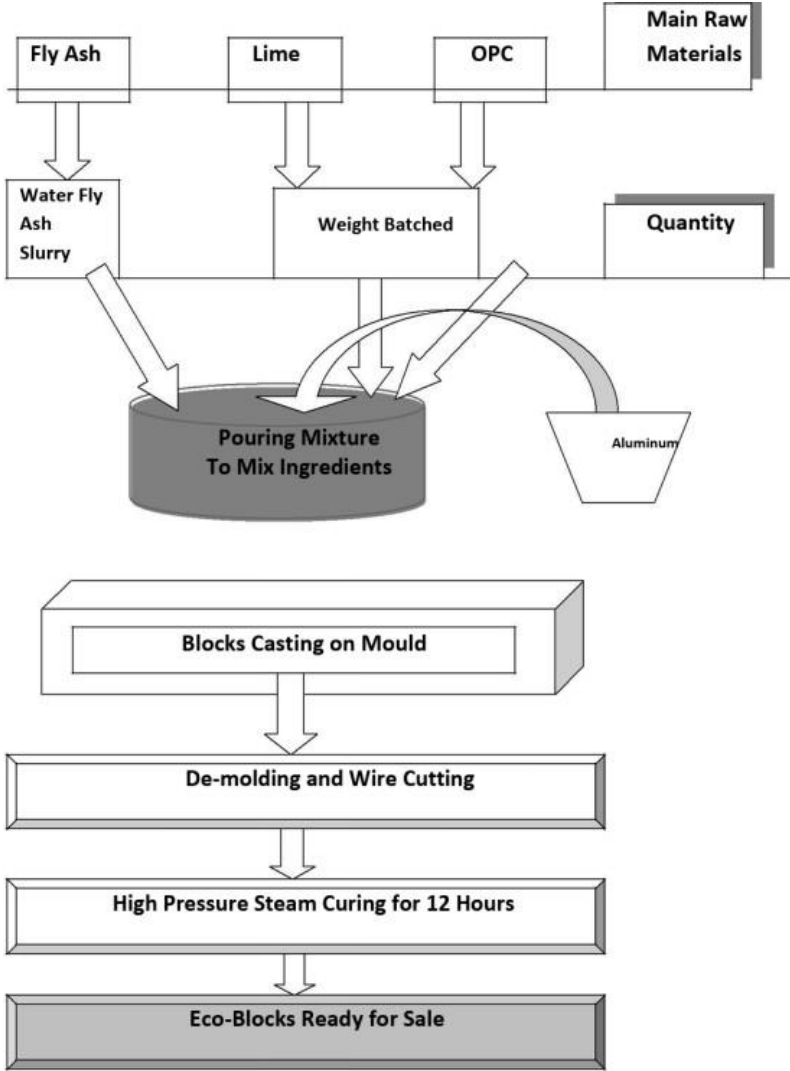 Fly Ash
Lime
OPC
Main Raw
Materials
Water Fly
Ash
Slurry
Weight Batched
Quantity
Pouring Mixture
To Mix Ingredients
Aluminum
Blocks Casting on Mould
De-molding and Wire Cutting
High Pressure Steam Curing for 12 Hours
Eco-Blocks Ready for Sale